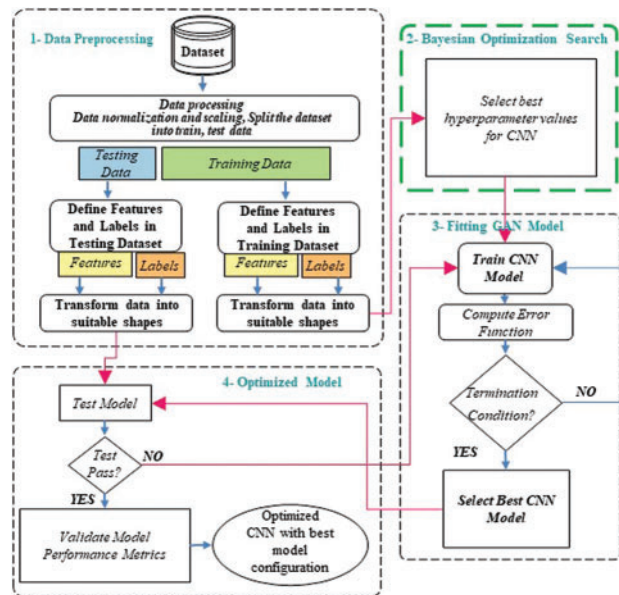 1- Data Preprocessing
Dataset
Data processing
Data normalization and scaling, Split the dataset
into train, test data
Testing
Data
Training Data
Define Features
and Labels in
Testing Dataset
Features
Labels
Transform data into
suitable shapes
Define Features
and Labels in
Training Dataset
Features
Labels
Transform data into
suitable shapes
2- Bayesian Optimization Search
Select best
hyperparameter values
for CNN
3- Fitting GAN Model
Train CNN
Model
Compute Error
Function
Termination
Condition?
NO
YES
Select Best CNN
Model
4- Optimized Model
Test Model
Test
Pass?
NO
YES
Validate Model
Performance Metrics
Optimized
CNN with best
model
configuration